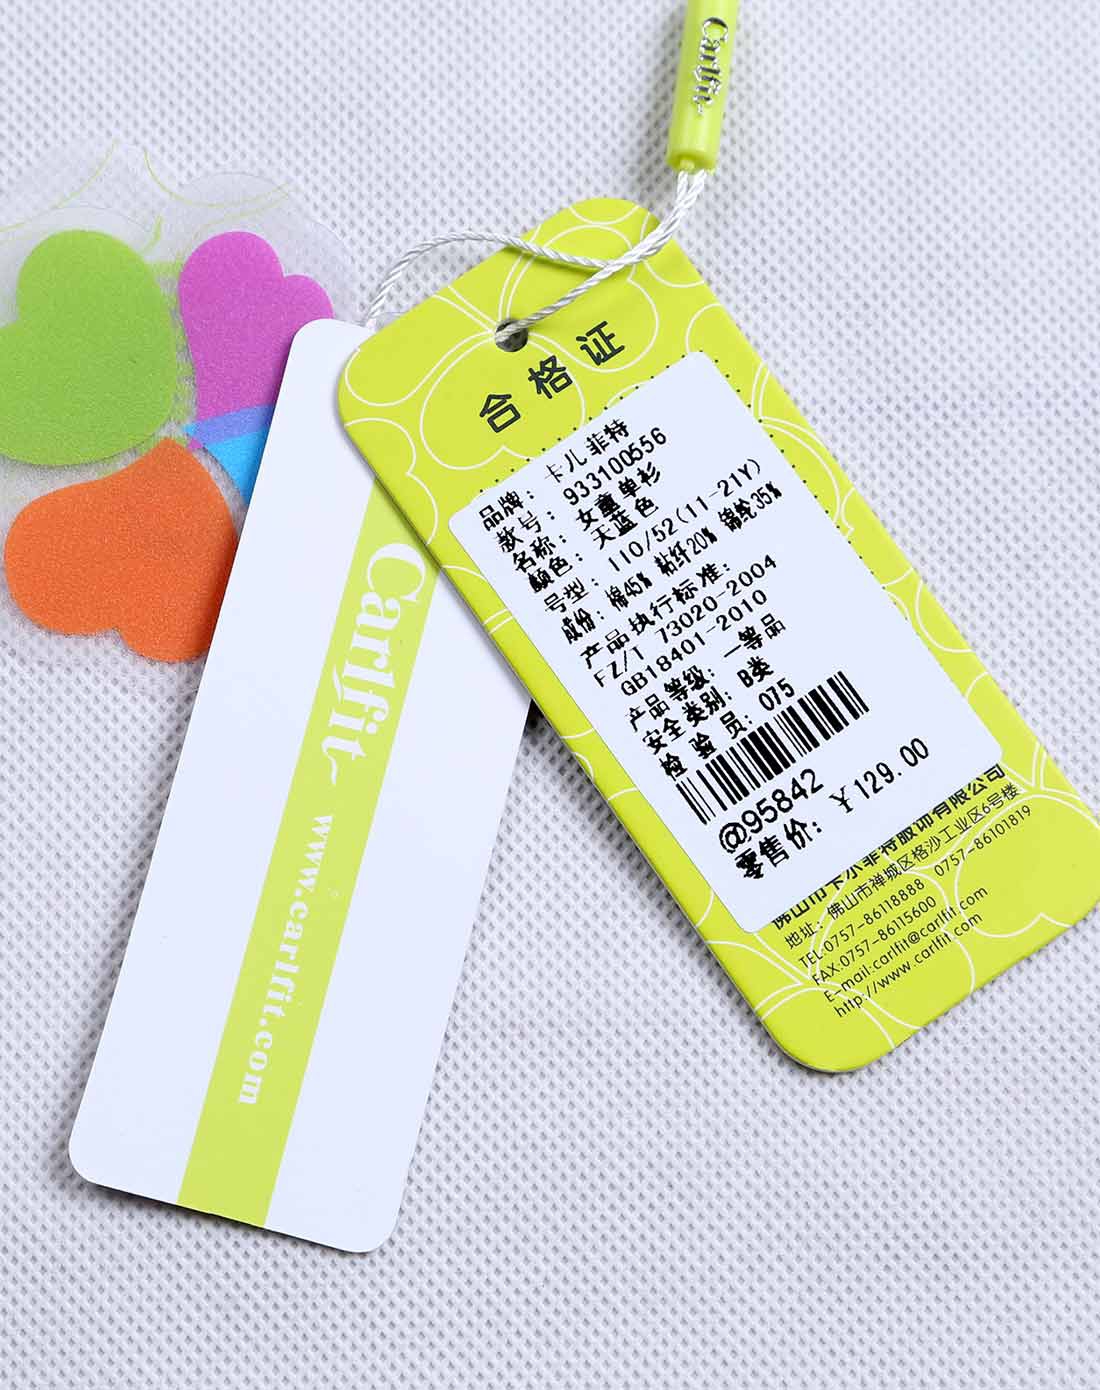 Carlfit
合格证
品牌：卡儿菲特
款号：933100556
名称：女童单衫
颜色：天蓝色
号型：110/52(11-21Y)
成份：棉45% 粘纤20% 锦纶35%
产品执行标准：
FZ/T 73020-2004
GB18401-2010
产品等级：一等品
安全类别：B类
检 验 员：075
@95842
零售价：￥129.00
佛山市卡尔菲特服饰有限公司
地址：佛山市禅城区格沙工业区6号楼
TEL:0757-86118888 0757-86101819
FAX:0757-86115600
E-mail:carlfit@carlfit.com
http://www.carlfit.com
Carlfit~ www.carlfit.com